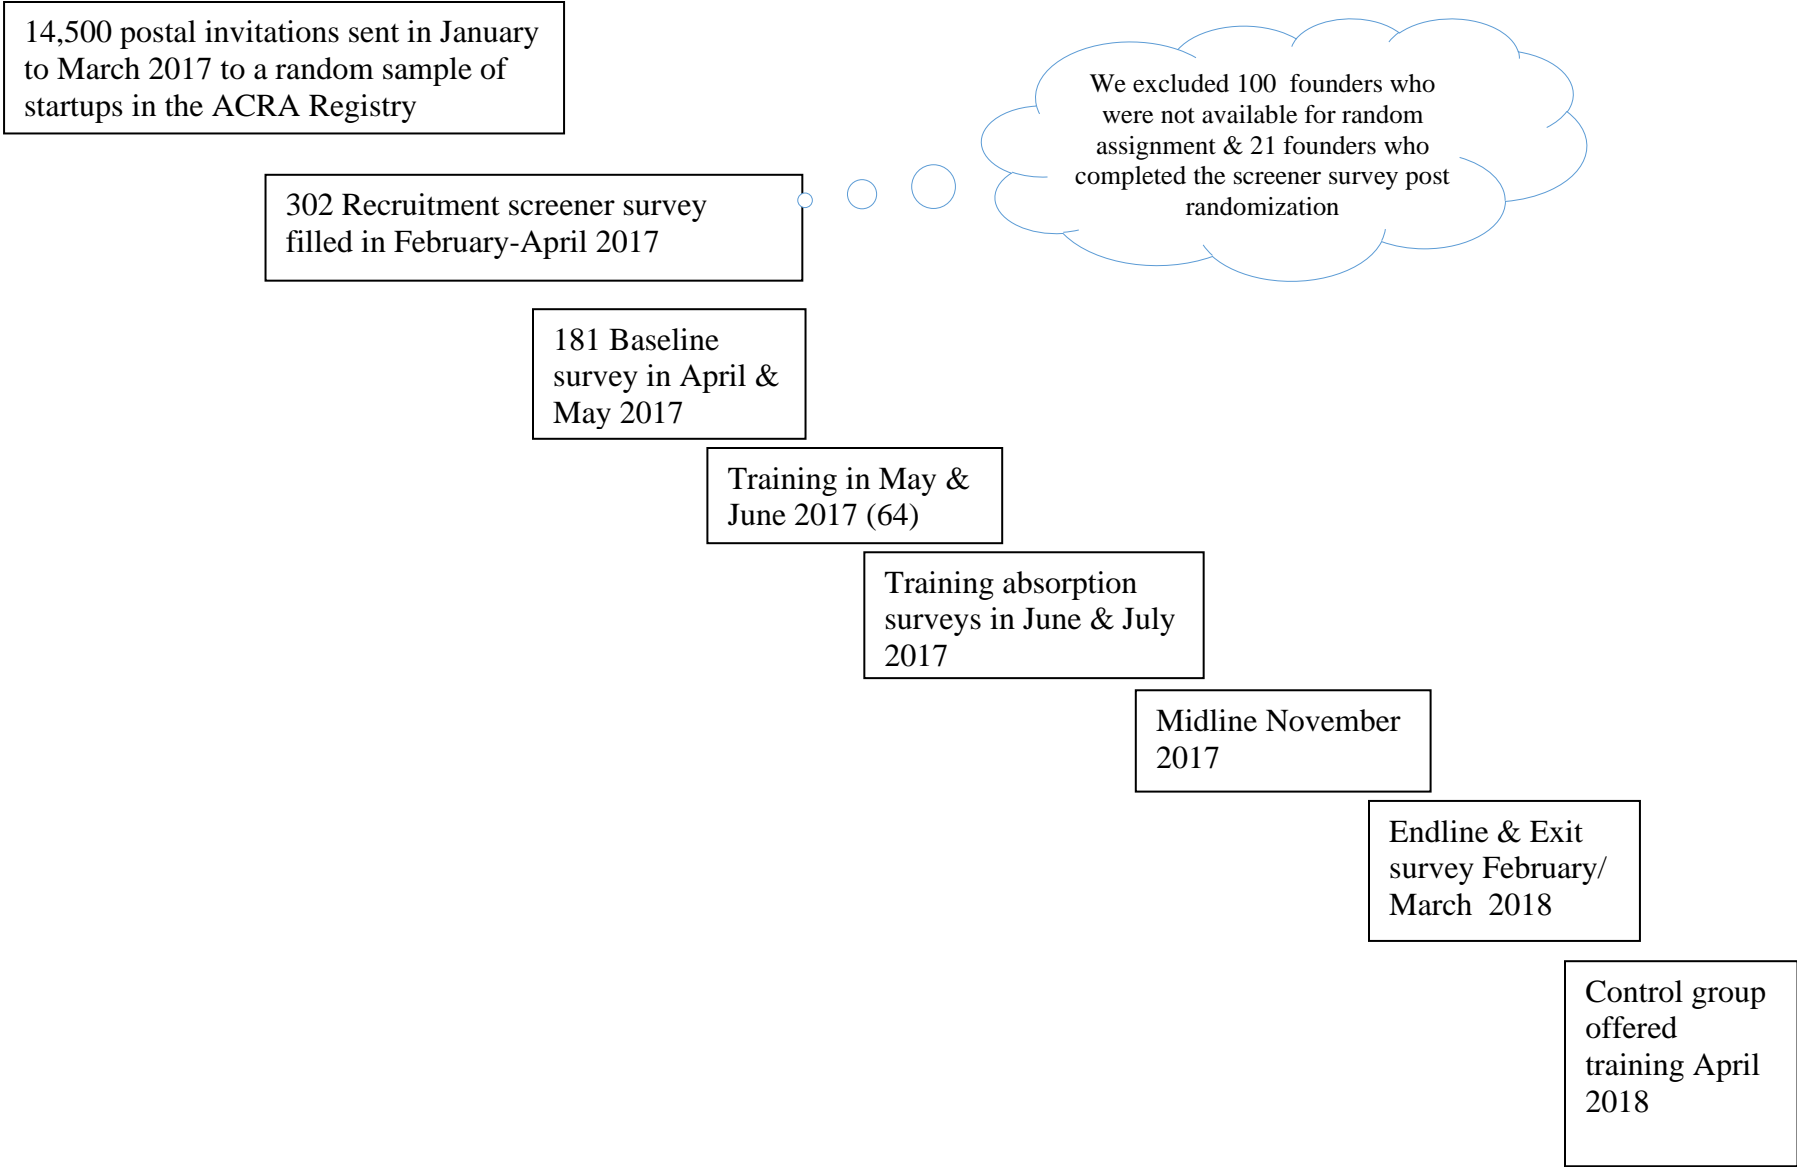 14,500 postal invitations sent in January
to March 2017 to a random sample of
startups in the ACRA Registry
We excluded 100 founders who
were not available for random
assignment & 21 founders who
completed the screener survey post
randomization
302 Recruitment screener survey
filled in February-April 2017
181 Baseline
survey in April &
May 2017
Training in May &
June 2017 (64)
Training absorption
surveys in June & July
2017
Midline November
2017
Endline & Exit
survey February/
March 2018
Control group
offered
training April
2018